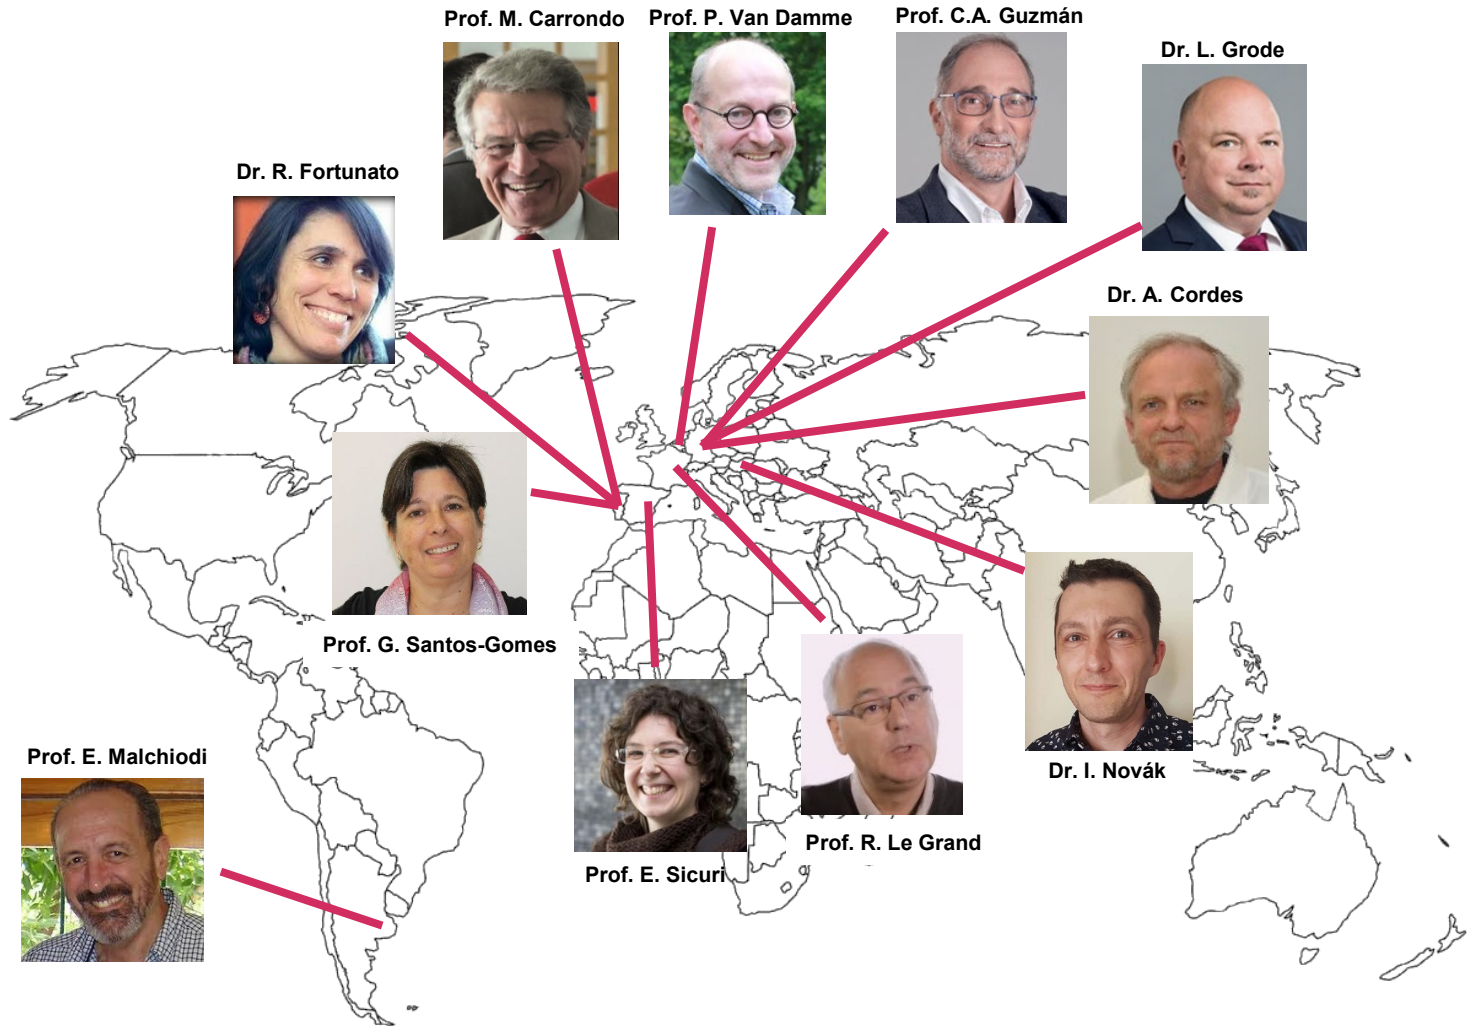 Prof. M. Carrondo
Prof. P. Van Damme
Prof. C.A. Guzmán
Dr. L. Grode
Dr. R. Fortunato
Dr. A. Cordes
Prof. G. Santos-Gomes
Prof. E. Malchiodi
Dr. I. Novák
Prof. R. Le Grand
Prof. E. Sicuri